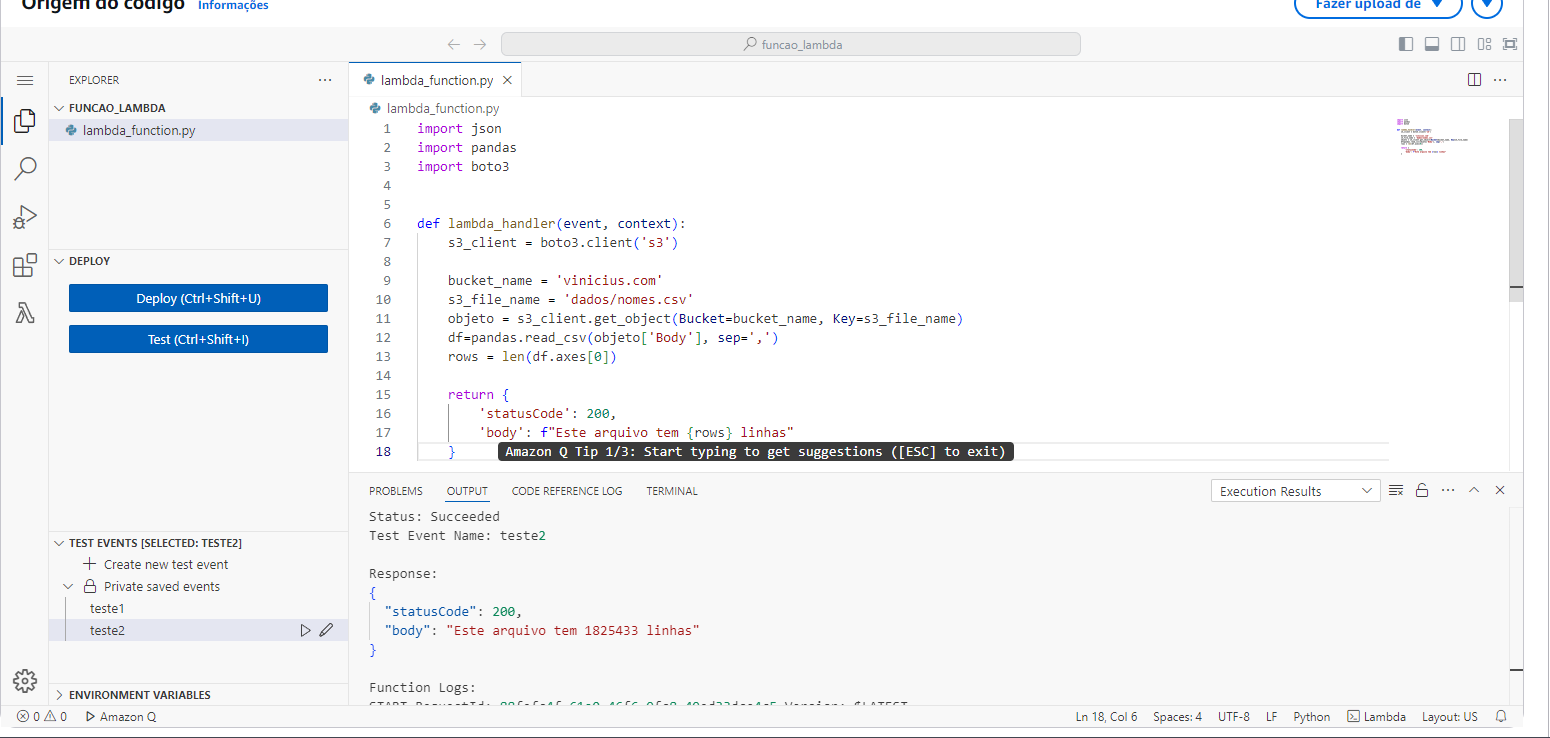 Origem do código Informações
Fazer upload de
funcao_lambda
EXPLORER
FUNCAO_LAMBDA
lambda_function.py
DEPLOY
Deploy (Ctrl+Shift+U)
Test (Ctrl+Shift+I)
TEST EVENTS [SELECTED: TESTE2]
Create new test event
Private saved events
teste1
teste2
ENVIRONMENT VARIABLES
lambda_function.py
lambda_function.py
1 import json
2 import pandas
3 import boto3
4
5
6 def lambda_handler(event, context):
7 s3_client = boto3.client('s3')
8
9 bucket_name = 'vinicius.com'
10 s3_file_name = 'dados/nomes.csv'
11 objeto = s3_client.get_object(Bucket=bucket_name, Key=s3_file_name)
12 df=pandas.read_csv(objeto['Body'], sep=',')
13 rows = len(df.axes[0])
14
15 return {
16 'statusCode': 200,
17 'body': f"Este arquivo tem {rows} linhas"
18 } Amazon Q Tip 1/3: Start typing to get suggestions ([ESC] to exit)
PROBLEMS OUTPUT CODE REFERENCE LOG TERMINAL Execution Results
Status: Succeeded
Test Event Name: teste2
Response:
{
"statusCode": 200,
"body": "Este arquivo tem 1825433 linhas"
}
Function Logs:
START RequestId: Version: $LATEST
0 0 Amazon Q Ln 18, Col 6 Spaces: 4 UTF-8 LF Python Lambda Layout: US